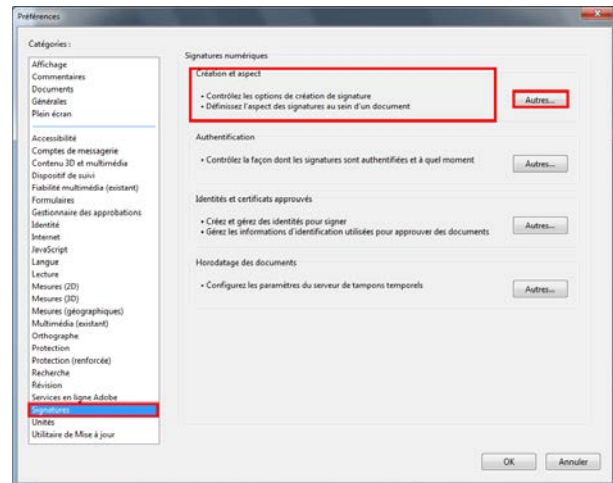 Préférences
Catégories :
Affichage
Commentaires
Documents
Générales
Plein écran
Accessibilité
Comptes de messagerie
Contenu 3D et multimédia
Dispositif de suivi
Fiabilité multimédia (existant)
Formulaires
Gestionnaire des approbations
Identité
Internet
JavaScript
Langue
Lecture
Mesures (2D)
Mesures (3D)
Mesures (géographiques)
Multimédia (existant)
Orthographe
Protection
Protection (renforcée)
Recherche
Révision
Services en ligne Adobe
Signatures
Unités
Utilitaire de Mise à jour
Signatures numériques
Création et aspect
• Contrôlez les options de création de signature
• Définissez l'aspect des signatures au sein d'un document
Autres...
Authentification
• Contrôlez la façon dont les signatures sont authentifiées et à quel moment
Autres...
Identités et certificats approuvés
• Créez et gérez des identités pour signer
• Gérez les informations d'identification utilisées pour approuver des documents
Autres...
Horodatage des documents
• Configurez les paramètres du serveur de tampons temporels
Autres...
OK
Annuler